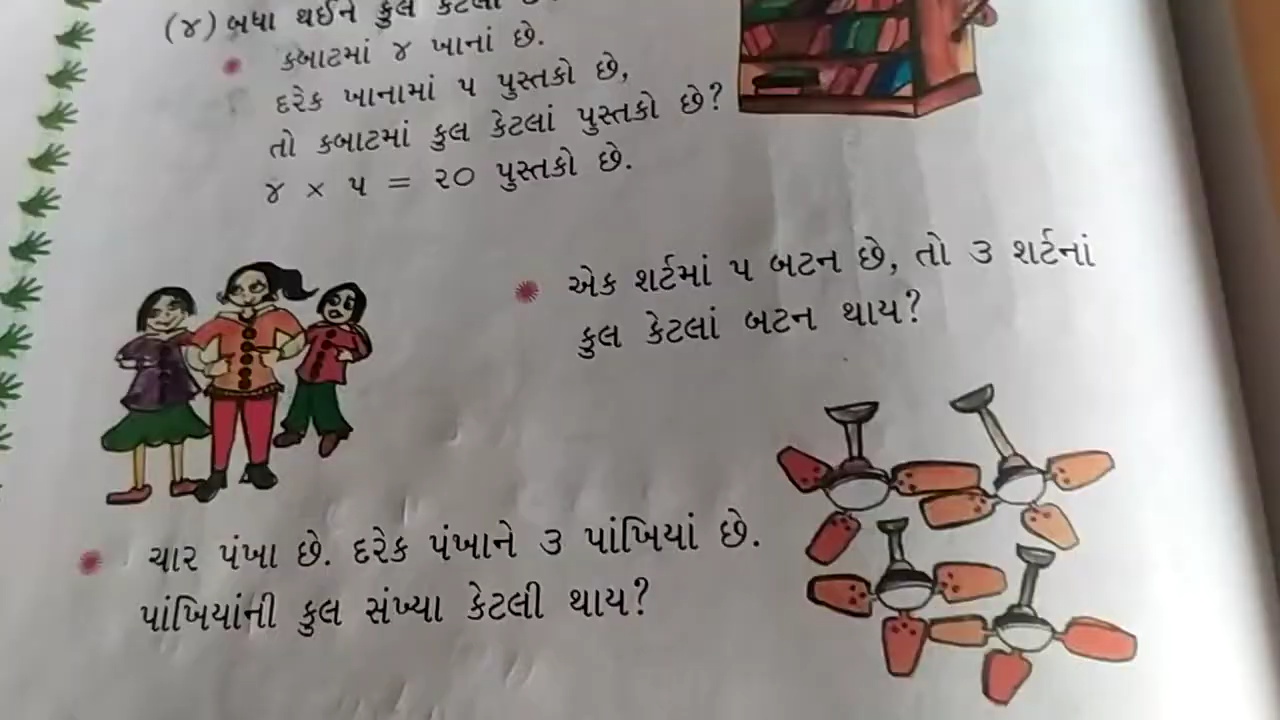 (૪) બધા થઈને કુલ કેટલા
કબાટમાં ૪ ખાનાં છે.
દરેક ખાનામાં ૫ પુસ્તકો છે,
તો કબાટમાં કુલ કેટલાં પુસ્તકો છે?
૪ × ૫ = ૨૦ પુસ્તકો છે.
એક શર્ટમાં ૫ બટન છે, તો ૩ શર્ટનાં
કુલ કેટલાં બટન થાય?
ચાર પંખા છે. દરેક પંખાને ૩ પાંખિયાં છે.
પાંખિયાંની કુલ સંખ્યા કેટલી થાય?